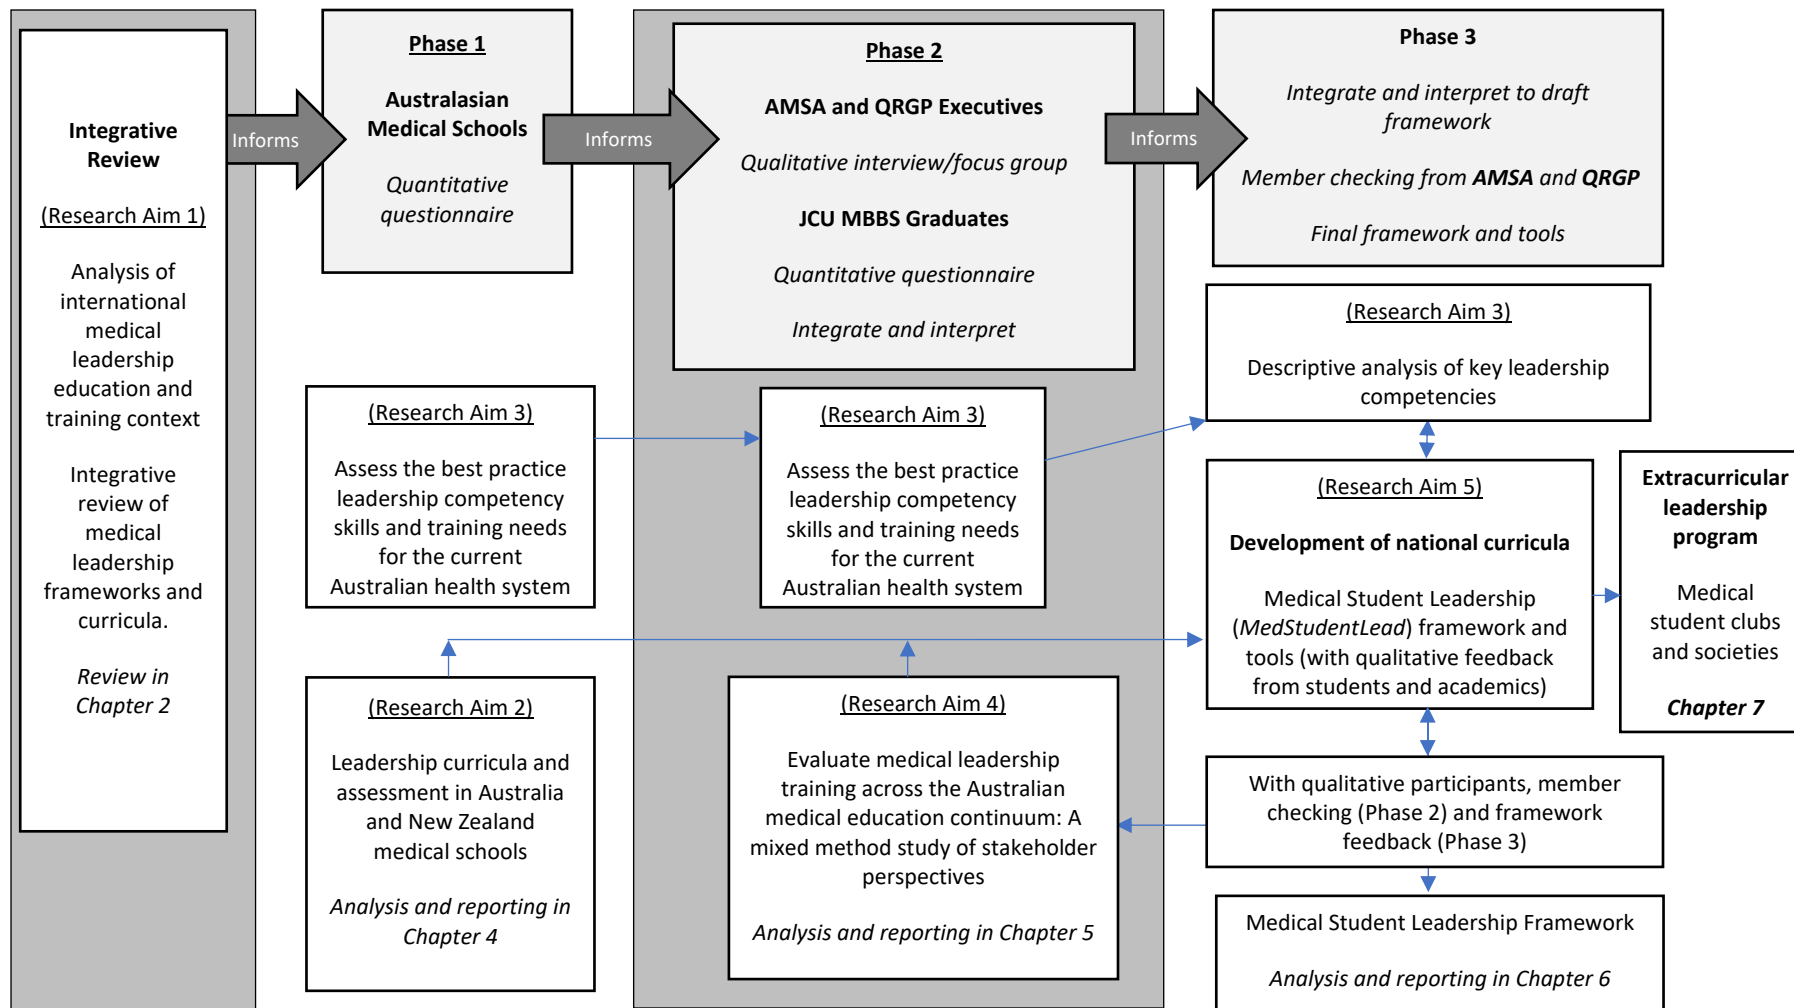 Integrative
Review
(Research Aim 1)
Analysis of
international
medical
leadership
education and
training context
Integrative
review of
medical
leadership
frameworks and
curricula.
Review in
Chapter 2
Informs
Phase 1
Australasian
Medical Schools
Quantitative
questionnaire
Informs
Phase 2
AMSA and QRGP Executives
Qualitative interview/focus group
JCU MBBS Graduates
Quantitative questionnaire
Integrate and interpret
Informs
Phase 3
Integrate and interpret to draft
framework
Member checking from AMSA and QRGP
Final framework and tools
(Research Aim 3)
Assess the best practice
leadership competency
skills and training needs
for the current
Australian health system
(Research Aim 3)
Assess the best practice
leadership competency
skills and training needs
for the current
Australian health system
(Research Aim 3)
Descriptive analysis of key leadership
competencies
(Research Aim 5)
Development of national curricula
Medical Student Leadership
(MedStudentLead) framework and
tools (with qualitative feedback
from students and academics)
Extracurricular
leadership
program
Medical
student clubs
and societies
Chapter 7
(Research Aim 2)
Leadership curricula and
assessment in Australia
and New Zealand
medical schools
Analysis and reporting in
Chapter 4
(Research Aim 4)
Evaluate medical leadership
training across the Australian
medical education continuum: A
mixed method study of stakeholder
perspectives
Analysis and reporting in Chapter 5
With qualitative participants, member
checking (Phase 2) and framework
feedback (Phase 3)
Medical Student Leadership Framework
Analysis and reporting in Chapter 6